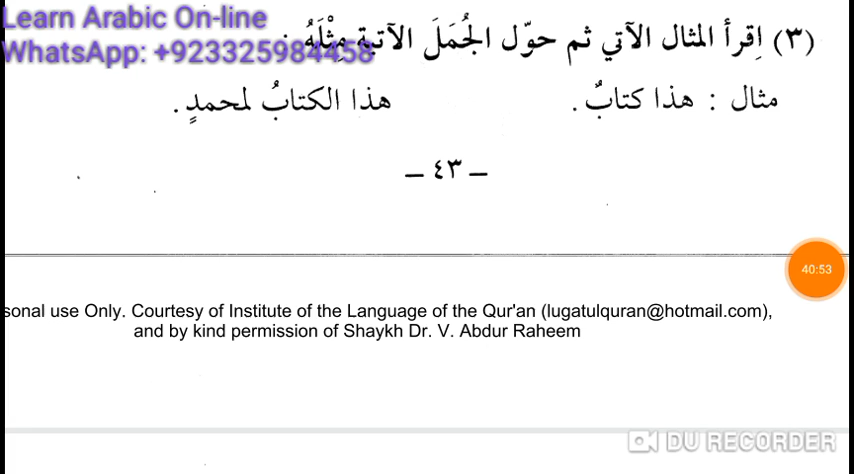 Learn Arabic On-line
WhatsApp: +923325984458
(٣) اِقرأ المثال الآتي ثم حوّل الجُمَلَ الآتية مِثْلَهُ :
مثال : هذا كتابٌ . هذا الكتابُ لمحمدٍ .
– ٤٣ –
40:53
sonal use Only. Courtesy of Institute of the Language of the Qur'an (lugatulquran@hotmail.com),
and by kind permission of Shaykh Dr. V. Abdur Raheem
DU RECORDER